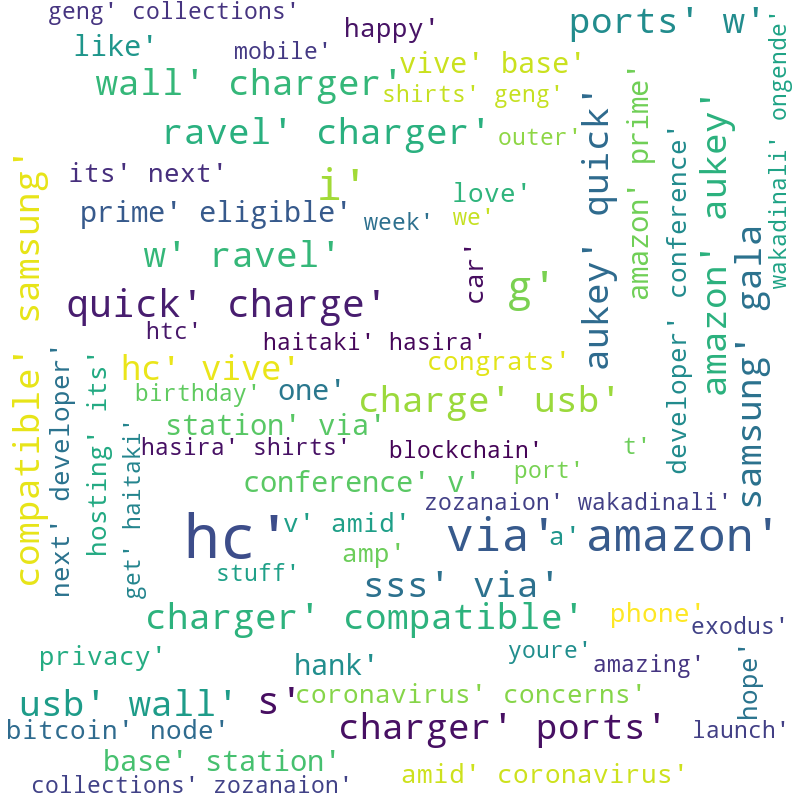 geng' collections'
happy'
ports' w'
like'
mobile'
vive' base'
wall' charger'
shirts' geng'
ravel' charger'
outer'
its' next'
i'
love'
prime' eligible'
week'
we'
w' ravel'
car'
g'
quick' charge'
htc'
haitaki' hasira'
hc' vive'
congrats'
birthday'
one'
charge' usb'
station' via'
hasira' shirts'
blockchain'
t'
conference' v'
port'
zozanaion' wakadinali'
hc'
v' amid'
via'
a'
amazon'
amp'
stuff'
sss' via'
charger' compatible'
phone'
exodus'
privacy'
hank'
youre'
amazing'
usb' wall'
s'
coronavirus' concerns'
hope'
bitcoin' node'
charger' ports'
launch'
base' station'
amid' coronavirus'
collections' zozanaion'
compatible' samsung'
next' developer'
hosting' its'
get' haitaki'
aukey' quick'
amazon' prime'
developer' conference'
amazon' aukey'
samsung' gala
wakadinali' ongende'